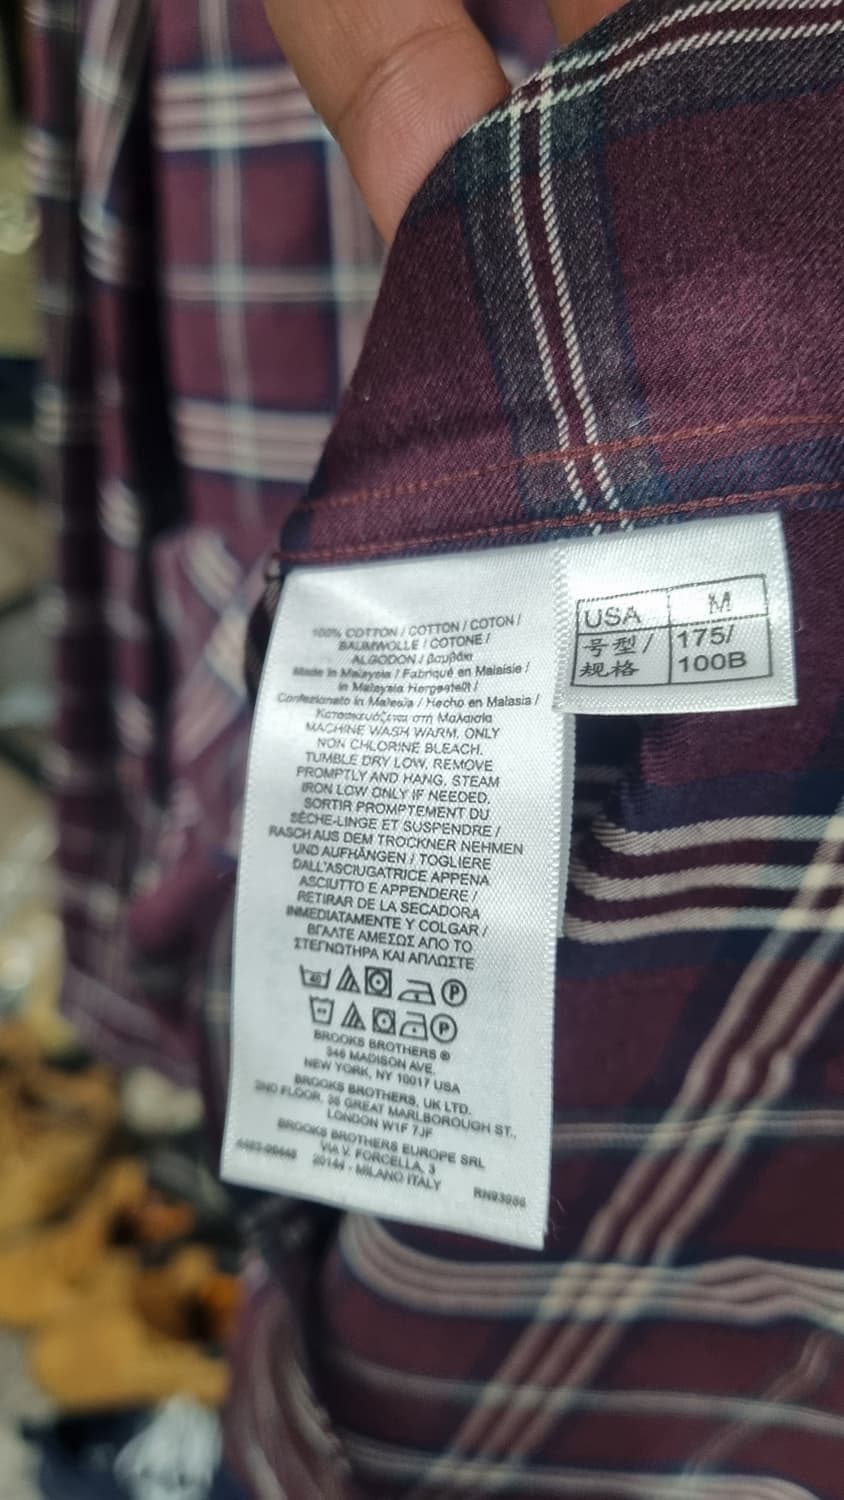 100% COTTON / COTTON / COTON /
BAUMWOLLE / COTONE /
ALGODON / βαμβάκι
Made in Malaysia / Fabriqué en Malaisie /
in Malaysia Hergestellt /
Confezionato in Malesia / Hecho en Malasia /
Κατασκευάζεται στη Μαλαισία
MACHINE WASH WARM. ONLY
NON CHLORINE BLEACH.
TUMBLE DRY LOW, REMOVE
PROMPTLY AND HANG. STEAM
IRON LOW ONLY IF NEEDED.
SORTIR PROMPTEMENT DU
SÈCHE-LINGE ET SUSPENDRE /
RASCH AUS DEM TROCKNER NEHMEN
UND AUFHÄNGEN / TOGLIERE
DALL'ASCIUGATRICE APPENA
ASCIUTTO E APPENDERE /
RETIRAR DE LA SECADORA
INMEDIATAMENTE Y COLGAR /
ΒΓΑΛΤΕ ΑΜΕΣΩΣ ΑΠΟ ΤΟ
ΣΤΕΓΝΩΤΗΡΑ ΚΑΙ ΑΠΛΩΣΤΕ
40 P
P
BROOKS BROTHERS ®
346 MADISON AVE.
NEW YORK, NY 10017 USA
BROOKS BROTHERS, UK LTD.
2ND FLOOR, 35 GREAT MARLBOROUGH ST.,
LONDON W1F 7JF
BROOKS BROTHERS EUROPE SRL
VIA V. FORCELLA, 3
20144 - MILANO ITALY
USA M
号型/ 175/
规格 100B